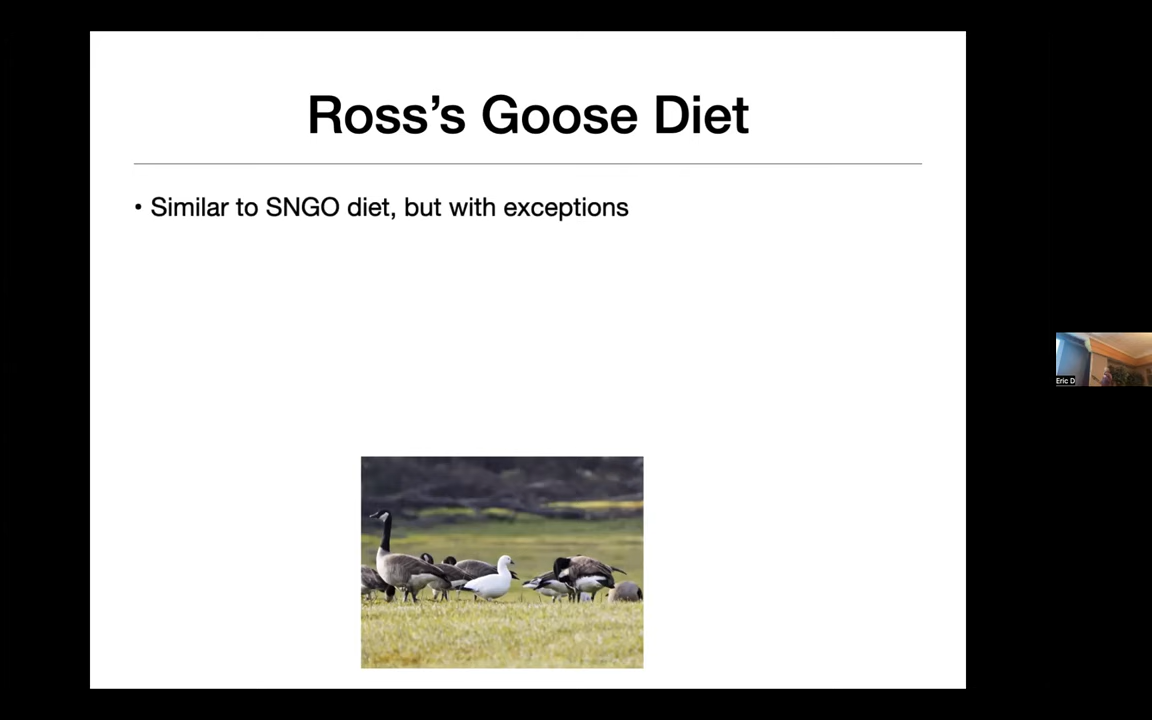 Ross’s Goose Diet
• Similar to SNGO diet, but with exceptions
Eric D